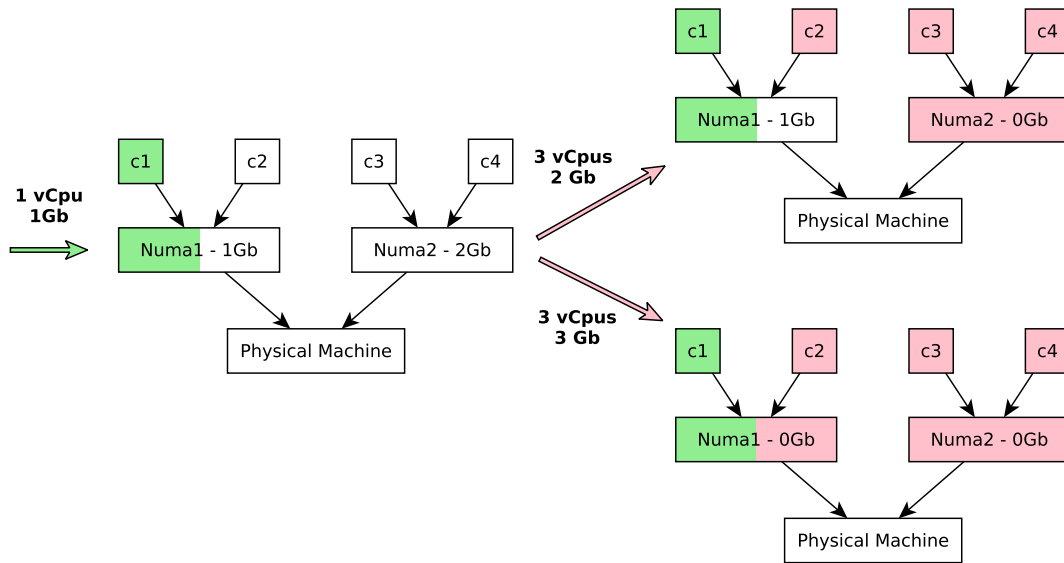 1 vCpu
1Gb
c1
c2
c3
c4
Numa1 - 1Gb
Numa2 - 2Gb
Physical Machine
3 vCpus
2 Gb
c1
c2
c3
c4
Numa1 - 1Gb
Numa2 - 0Gb
Physical Machine
3 vCpus
3 Gb
c1
c2
c3
c4
Numa1 - 0Gb
Numa2 - 0Gb
Physical Machine